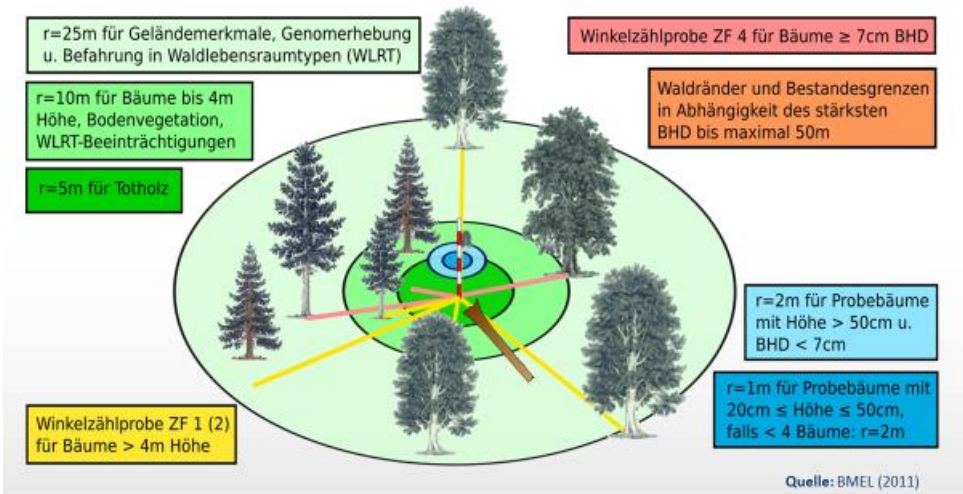 r=25m für Geländemerkmale, Genomerhebung
u. Befahrung in Waldlebensraumtypen (WLRT)
r=10m für Bäume bis 4m
Höhe, Bodenvegetation,
WLRT-Beeinträchtigungen
r=5m für Totholz
Winkelzählprobe ZF 1 (2)
für Bäume > 4m Höhe
Winkelzählprobe ZF 4 für Bäume ≥ 7cm BHD
Waldränder und Bestandesgrenzen
in Abhängigkeit des stärksten
BHD bis maximal 50m
r=2m für Probebäume
mit Höhe > 50cm u.
BHD < 7cm
r=1m für Probebäume mit
20cm ≤ Höhe ≤ 50cm,
falls < 4 Bäume: r=2m
Quelle: BMEL (2011)